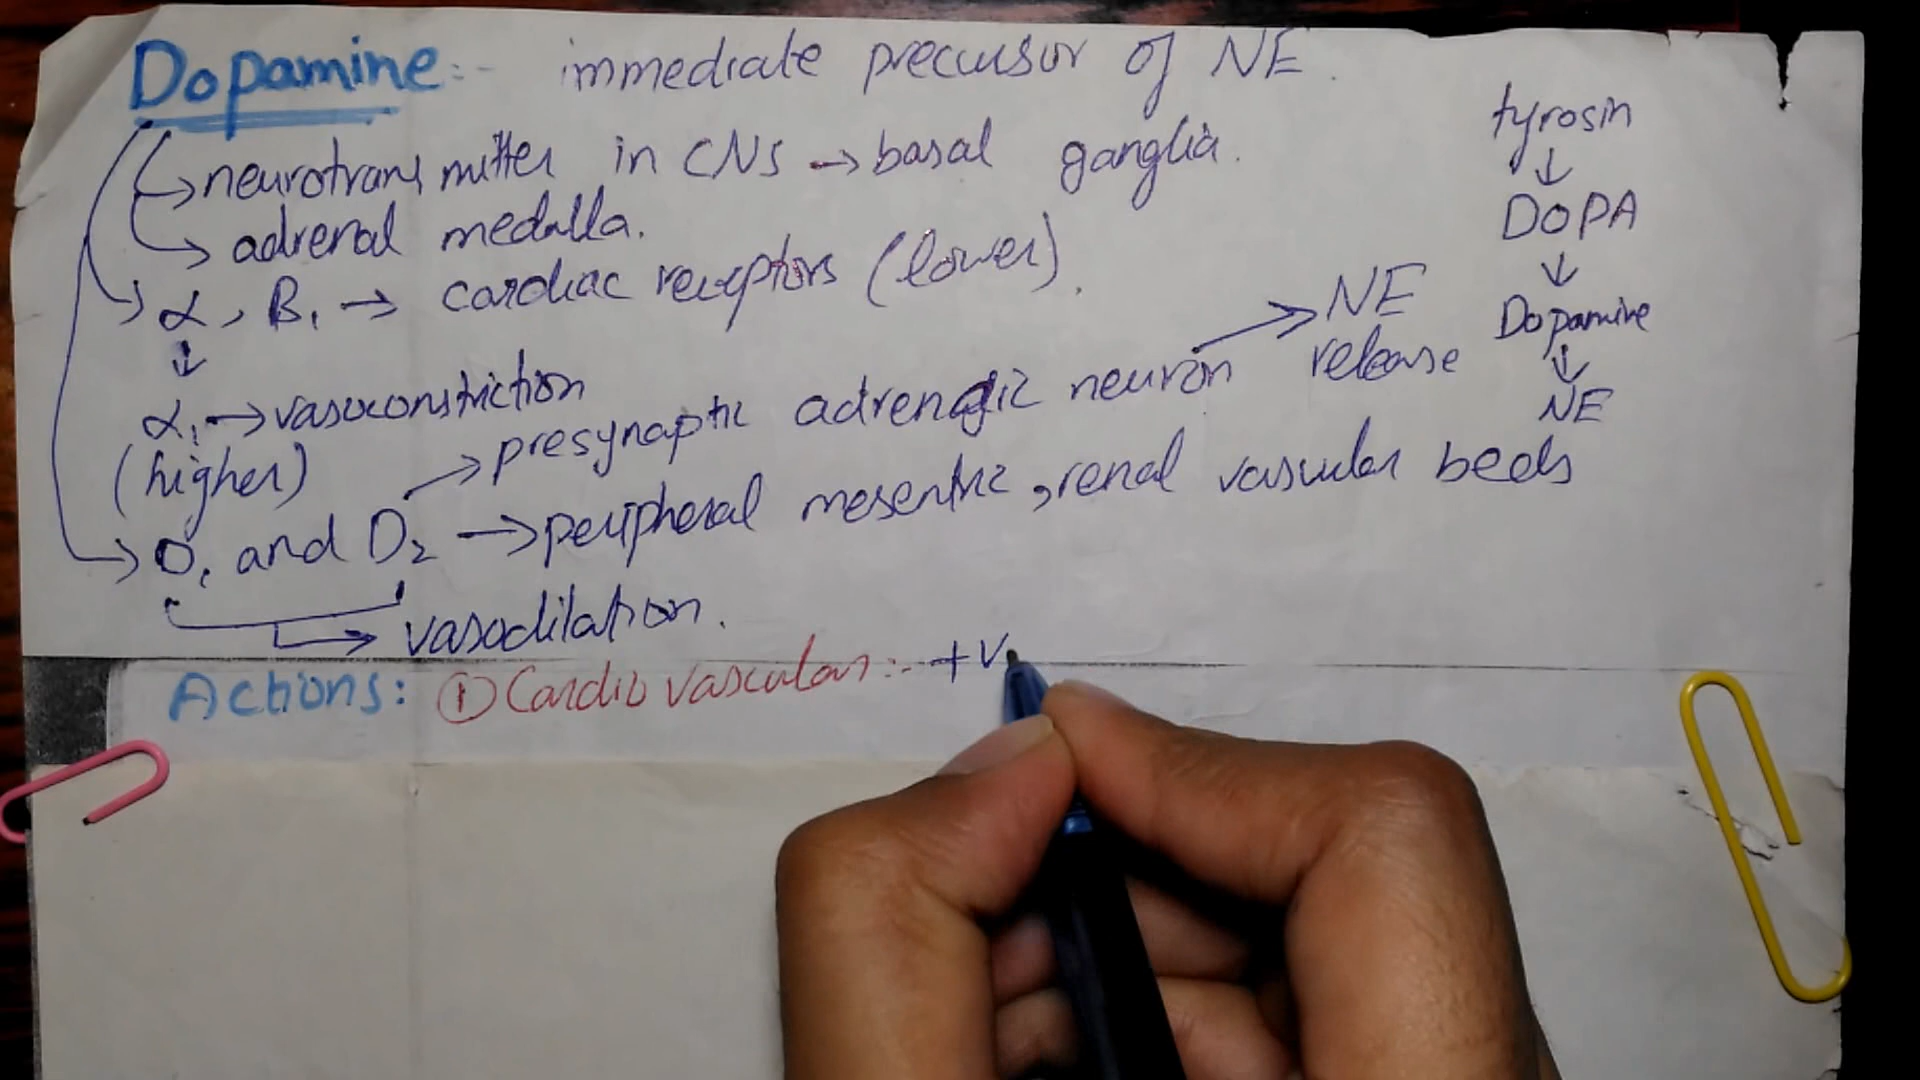 Dopamine:- immediate precursor of NE.
→ neurotransmitter in CNS → basal ganglia.
→ adrenal medulla.
→ α, B₁ → cardiac receptors (lower).
↓
α₁ → vasoconstriction
(higher)
→ presynaptic adrenergic neuron → NE
release
→ D₁ and D₂ → peripheral mesentric, renal vascular beds
→ vasodilation.
tyrosin
↓
DOPA
↓
Dopamine
↓
NE
Actions: ① Cardio vascular:- +v